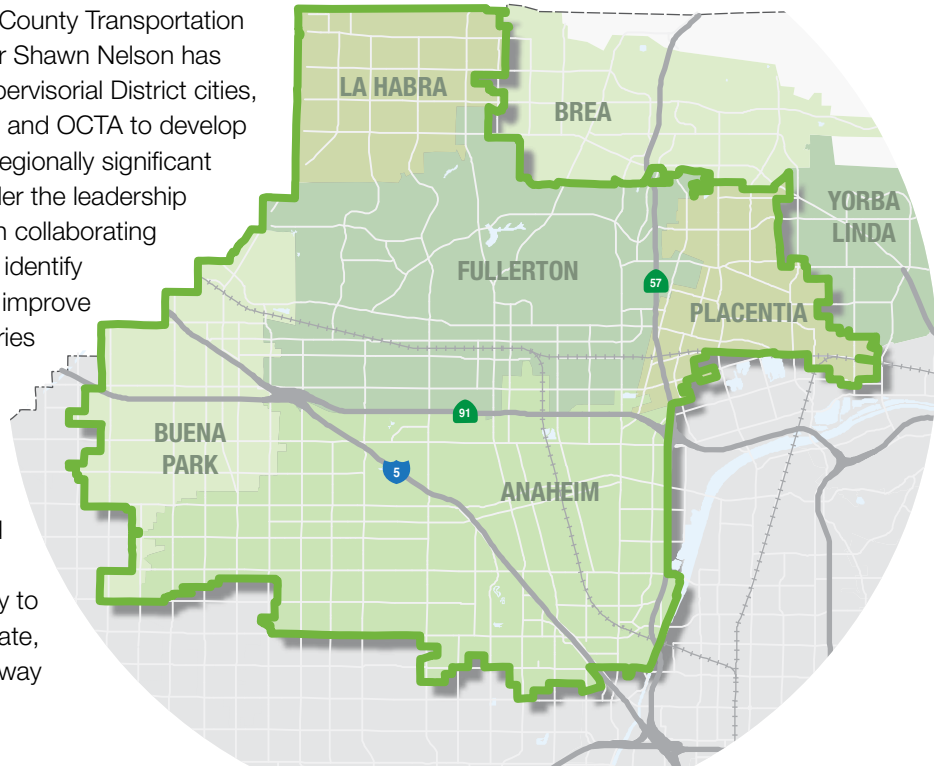 County Transportation
r Shawn Nelson has
pervisorial District cities,
and OCTA to develop
egionally significant
der the leadership
n collaborating
identify
improve
ries
y to
ate,
way
LA HABRA
BREA
YORBA
LINDA
FULLERTON
57
PLACENTIA
91
BUENA
PARK
5
ANAHEIM